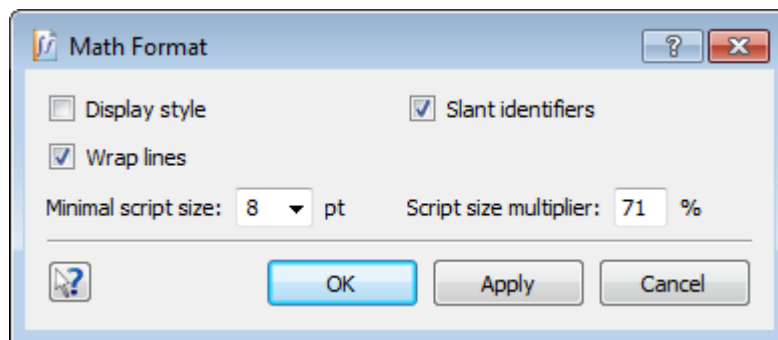 Math Format
Display style Slant identifiers
Wrap lines
Minimal script size: 8 pt Script size multiplier: 71 %
OK Apply Cancel